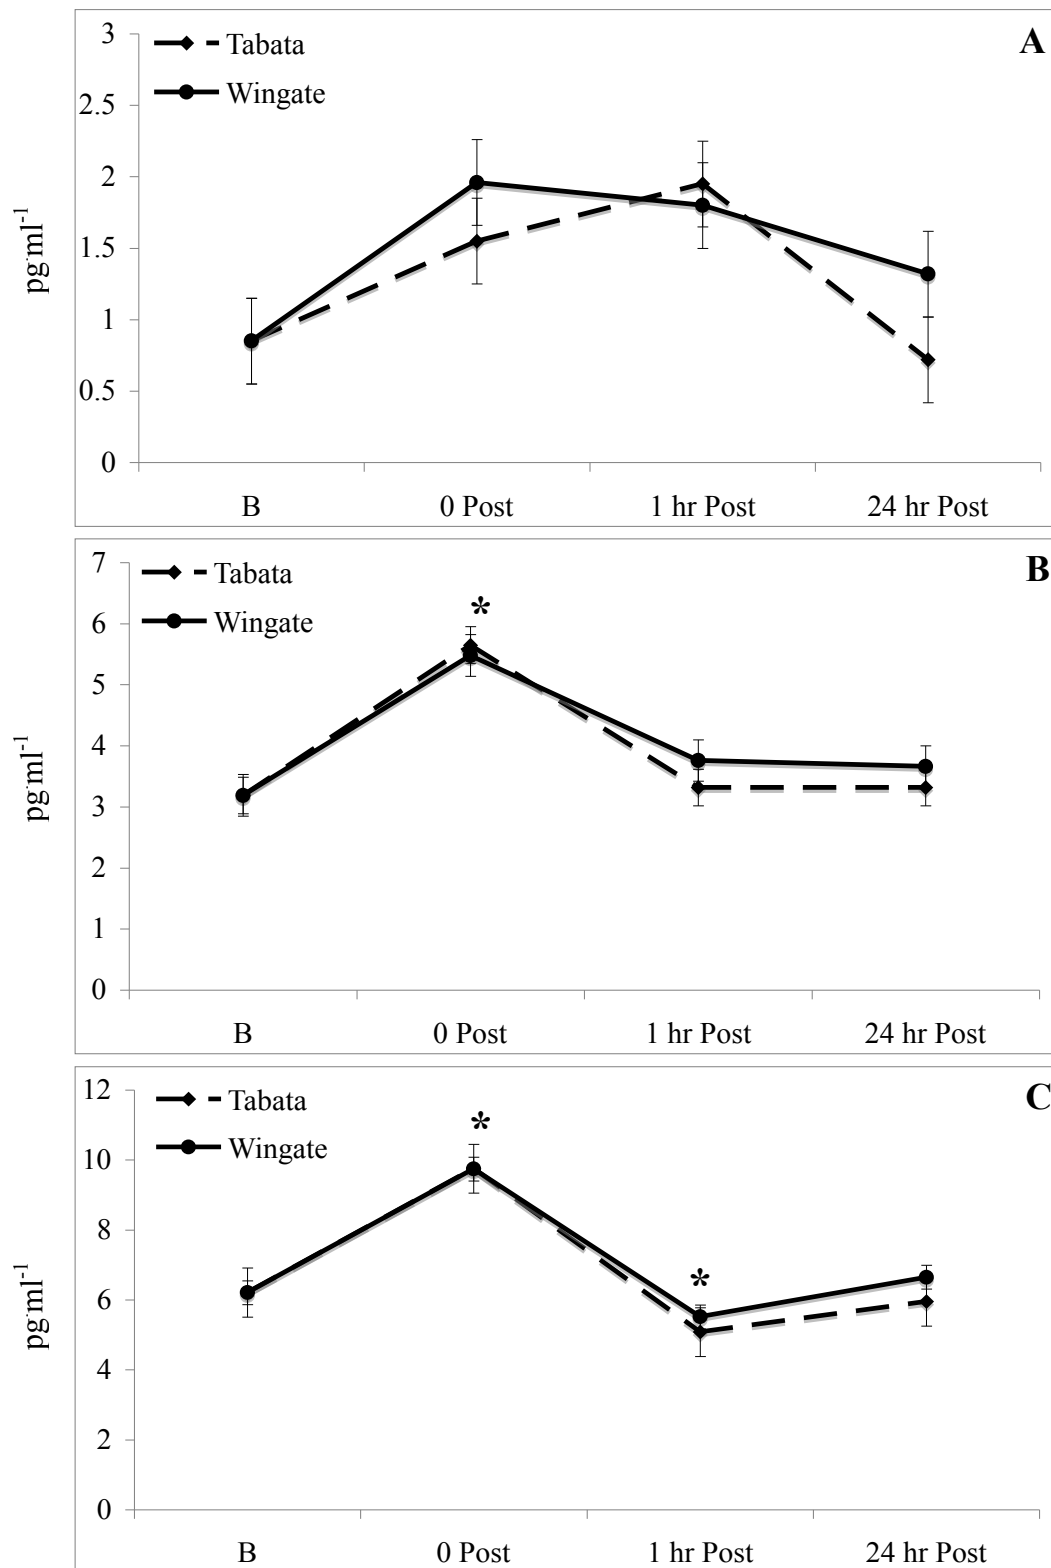 A
3
Tabata
Wingate
2.5
2
1.5
1
0.5
0
pg·ml⁻¹
B 0 Post 1 hr Post 24 hr Post
B
7
Tabata
Wingate
6
*
5
4
3
2
1
0
pg·ml⁻¹
B 0 Post 1 hr Post 24 hr Post
C
12
Tabata
Wingate
*
10
8
*
6
4
2
0
pg·ml⁻¹
B 0 Post 1 hr Post 24 hr Post